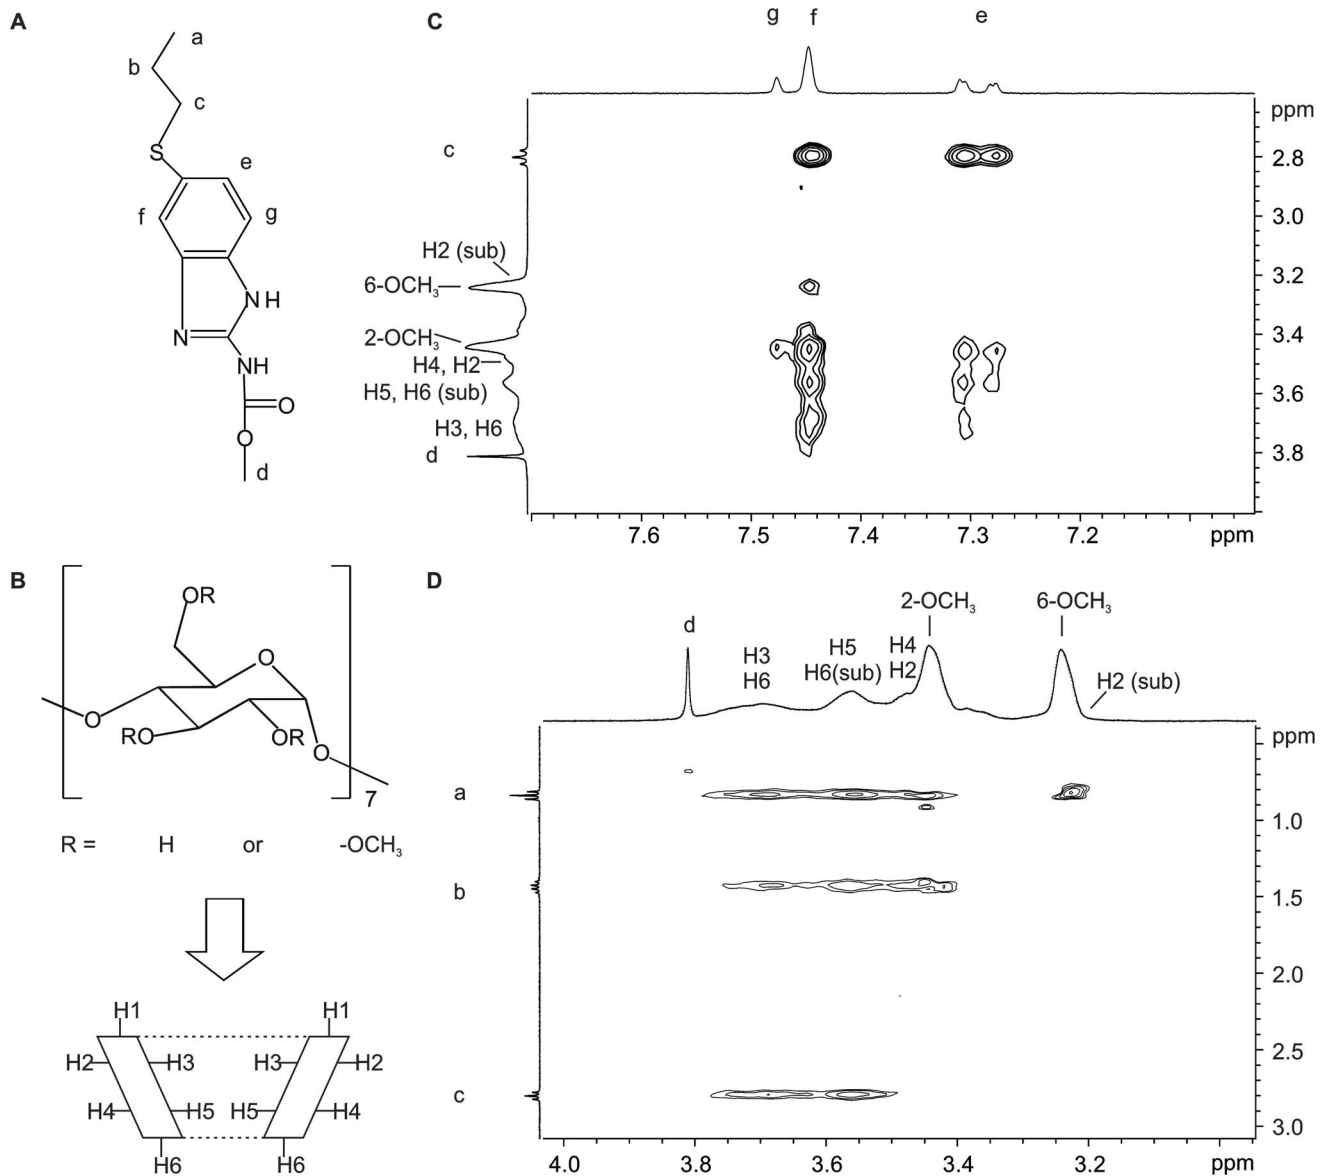 A
a
b
c
S
e
f
g
N
NH
NH
O
O
d
B
OR
O
O
RO
OR
O
7
R = H or -OCH₃
H1 H1
H2 H3 H3 H2
H4 H5 H5 H4
H6 H6
C
g f e
ppm
c
2.8
3.0
H2 (sub)
3.2
6-OCH₃
2-OCH₃
3.4
H4, H2
H5, H6 (sub)
3.6
H3, H6
d
3.8
7.6 7.5 7.4 7.3 7.2 ppm
D
2-OCH₃ 6-OCH₃
d
H3 H5 H4
H6 H6(sub) H2 H2 (sub)
ppm
a
1.0
b
1.5
2.0
2.5
c
3.0
4.0 3.8 3.6 3.4 3.2 ppm